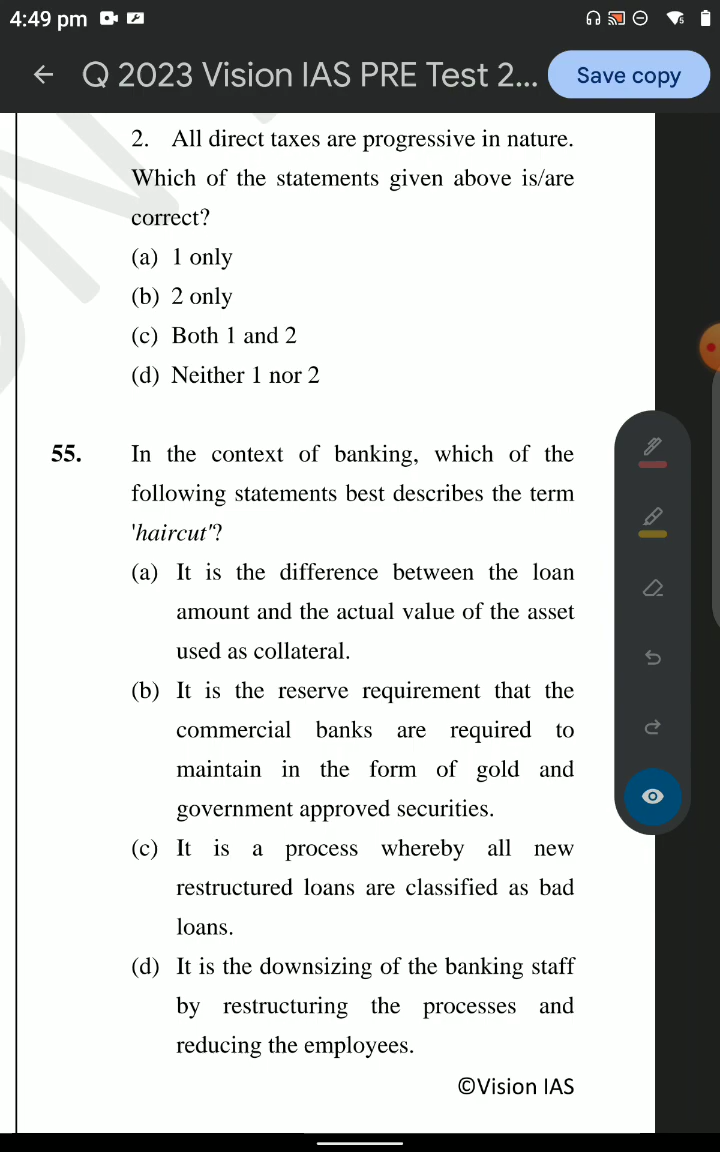 4:49 pm
Q 2023 Vision IAS PRE Test 2...
Save copy
2. All direct taxes are progressive in nature.
Which of the statements given above is/are
correct?
(a) 1 only
(b) 2 only
(c) Both 1 and 2
(d) Neither 1 nor 2
55. In the context of banking, which of the
following statements best describes the term
'haircut'?
(a) It is the difference between the loan
amount and the actual value of the asset
used as collateral.
(b) It is the reserve requirement that the
commercial banks are required to
maintain in the form of gold and
government approved securities.
(c) It is a process whereby all new
restructured loans are classified as bad
loans.
(d) It is the downsizing of the banking staff
by restructuring the processes and
reducing the employees.
©Vision IAS